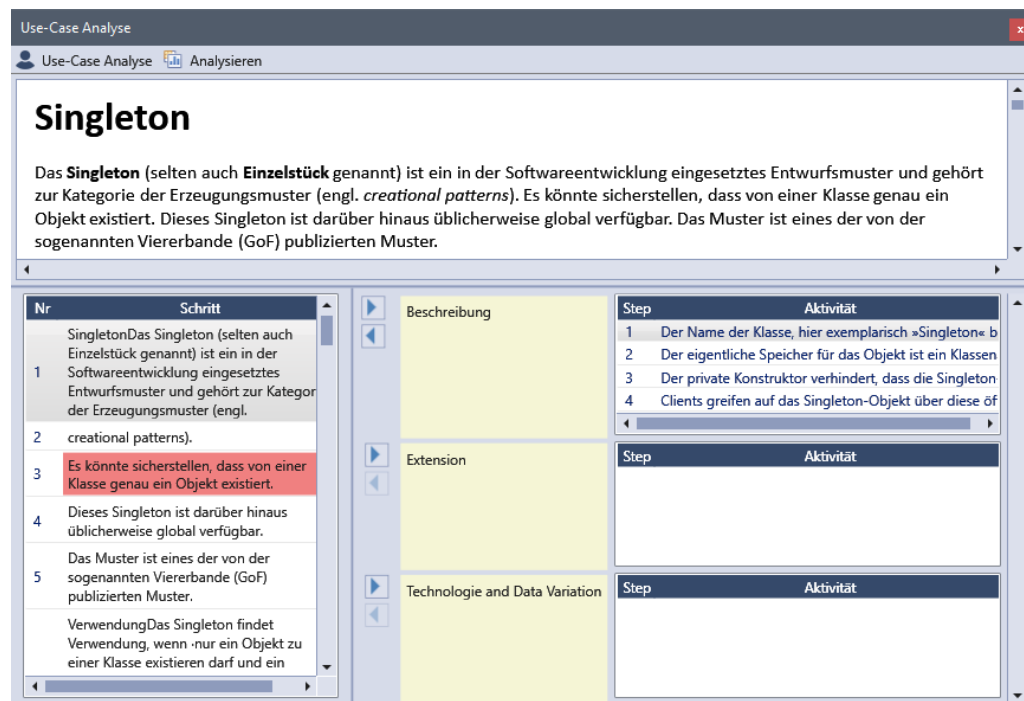 Use-Case Analyse
x
Use-Case Analyse Analysieren
Singleton
Das Singleton (selten auch Einzelstück genannt) ist ein in der Softwareentwicklung eingesetztes Entwurfsmuster und gehört
zur Kategorie der Erzeugungsmuster (engl. creational patterns). Es könnte sicherstellen, dass von einer Klasse genau ein
Objekt existiert. Dieses Singleton ist darüber hinaus üblicherweise global verfügbar. Das Muster ist eines der von der
sogenannten Viererbande (GoF) publizierten Muster.
Nr Schritt
1
SingletonDas Singleton (selten auch
Einzelstück genannt) ist ein in der
Softwareentwicklung eingesetztes
Entwurfsmuster und gehört zur Kategor
der Erzeugungsmuster (engl.
2 creational patterns).
3
Es könnte sicherstellen, dass von einer
Klasse genau ein Objekt existiert.
4
Dieses Singleton ist darüber hinaus
üblicherweise global verfügbar.
5
Das Muster ist eines der von der
sogenannten Viererbande (GoF)
publizierten Muster.
VerwendungDas Singleton findet
Verwendung, wenn ·nur ein Objekt zu
einer Klasse existieren darf und ein
Beschreibung
Step Aktivität
1 Der Name der Klasse, hier exemplarisch »Singleton« b
2 Der eigentliche Speicher für das Objekt ist ein Klassen
3 Der private Konstruktor verhindert, dass die Singleton
4 Clients greifen auf das Singleton-Objekt über diese öf
Extension
Step Aktivität
Technologie and Data Variation
Step Aktivität